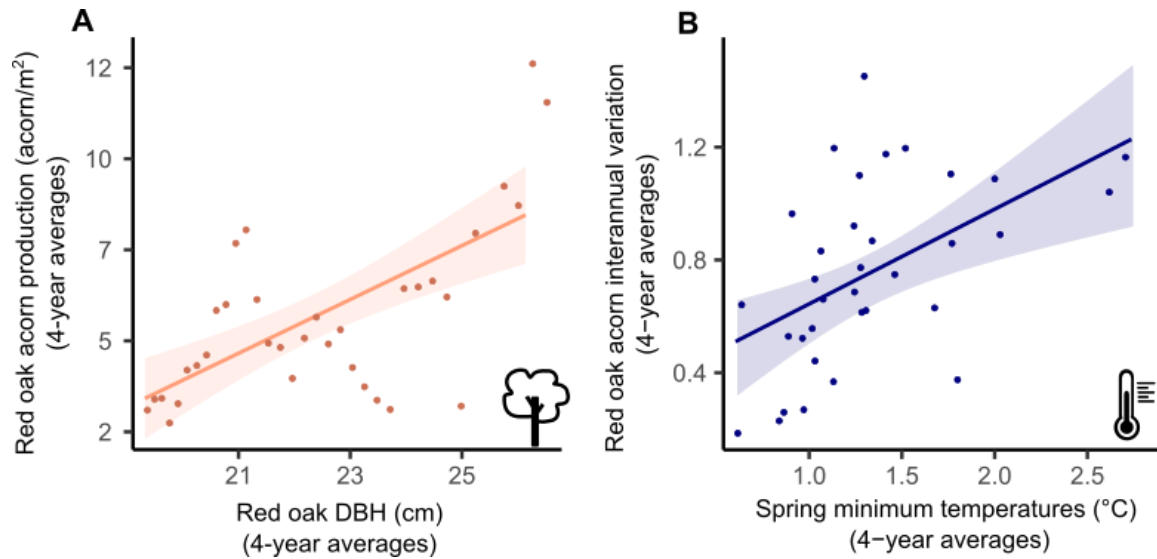 A
Red oak acorn production (acorn/m²)
(4-year averages)
12
10
7
5
2
21 23 25
Red oak DBH (cm)
(4-year averages)
B
Red oak acorn interannual variation
(4−year averages)
1.2
0.8
0.4
1.0 1.5 2.0 2.5
Spring minimum temperatures (°C)
(4−year averages)